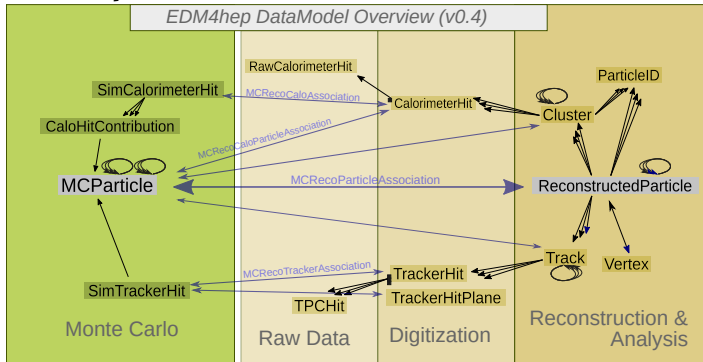 EDM4hep DataModel Overview (v0.4)
RawCalorimeterHit
ParticleID
SimCalorimeterHit
MCRecoCaloAssociation
CalorimeterHit
Cluster
CaloHitContribution
MCRecoCaloParticleAssociation
MCParticle
MCRecoParticleAssociation
ReconstructedParticle
Track
Vertex
MCRecoTrackerAssociation
TrackerHit
SimTrackerHit
TPCHit
TrackerHitPlane
Monte Carlo
Raw Data
Digitization
Reconstruction &
Analysis